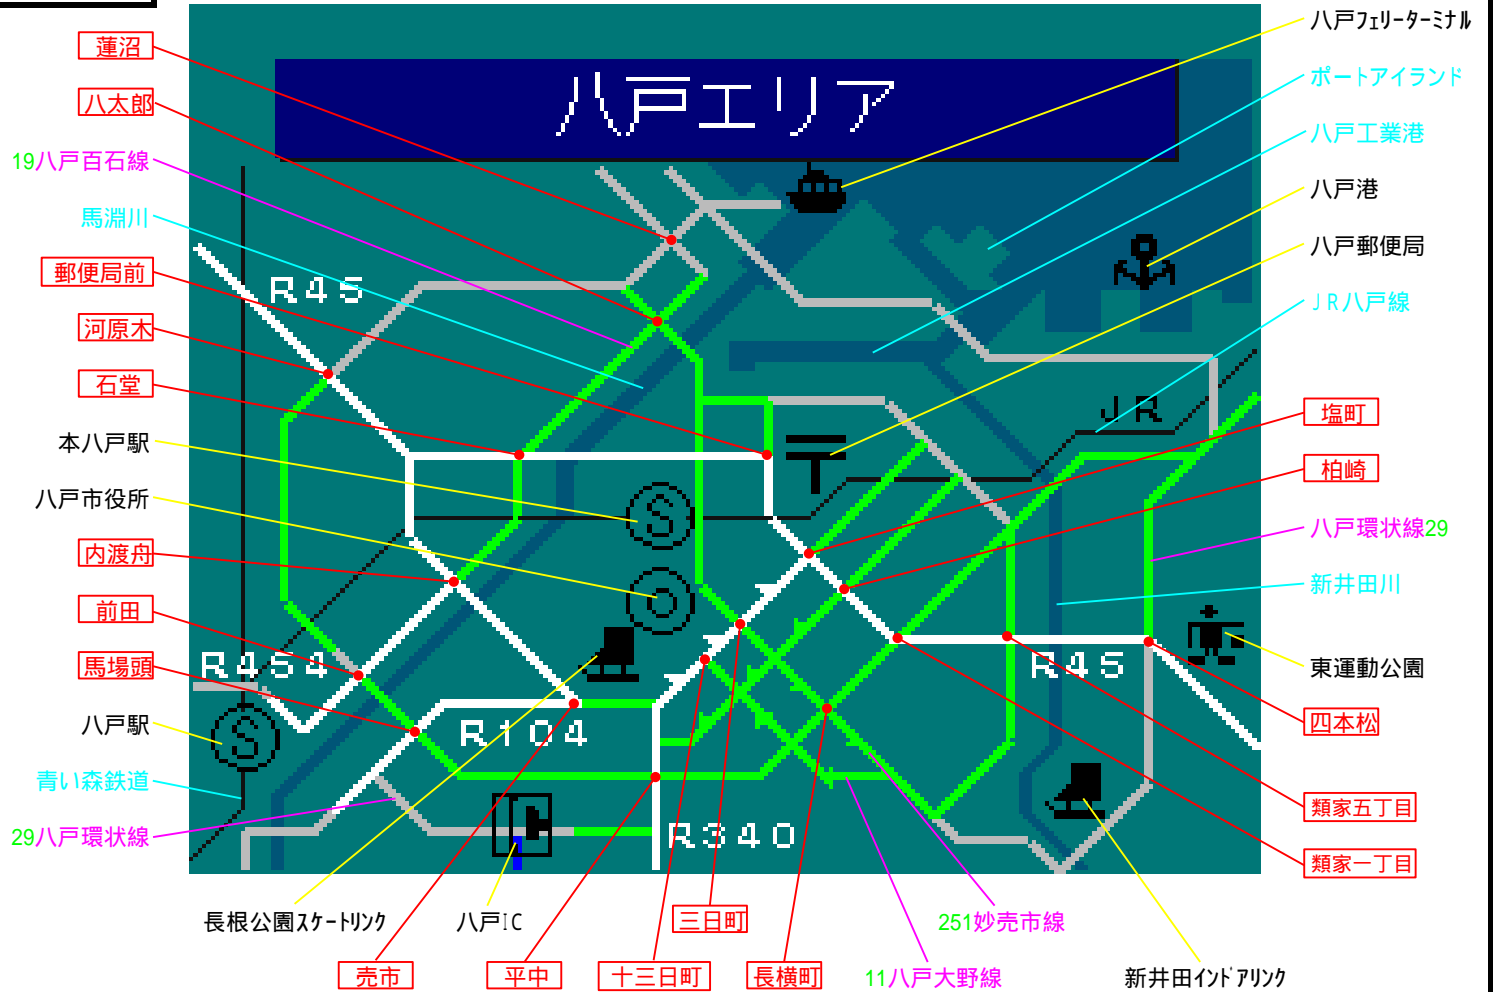 八戸エリア
R45
JR
R454
R104
R45
R340
S
S
蓮沼
八太郎
19八戸百石線
馬淵川
郵便局前
河原木
石堂
本八戸駅
八戸市役所
内渡舟
前田
馬場頭
八戸駅
青い森鉄道
29八戸環状線
八戸ﾌｪﾘｰﾀｰﾐﾅﾙ
ポートアイランド
八戸工業港
八戸港
八戸郵便局
ＪＲ八戸線
塩町
柏崎
八戸環状線29
新井田川
東運動公園
四本松
類家五丁目
類家一丁目
長根公園ｽｹｰﾄﾘﾝｸ
八戸IC
三日町
251妙売市線
売市
平中
十三日町
長横町
11八戸大野線
新井田ｲﾝﾄﾞｱﾘﾝｸ